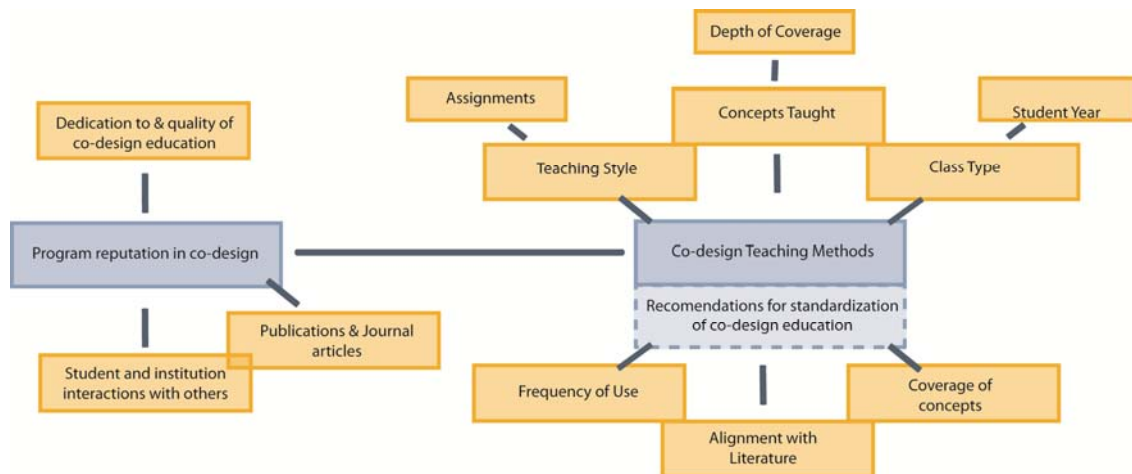 Depth of Coverage
Assignments
Concepts Taught
Student Year
Dedication to & quality of
co-design education
Teaching Style
Class Type
Program reputation in co-design
Co-design Teaching Methods
Recomendations for standardization
of co-design education
Publications & Journal
articles
Student and institution
interactions with others
Frequency of Use
Coverage of
concepts
Alignment with
Literature